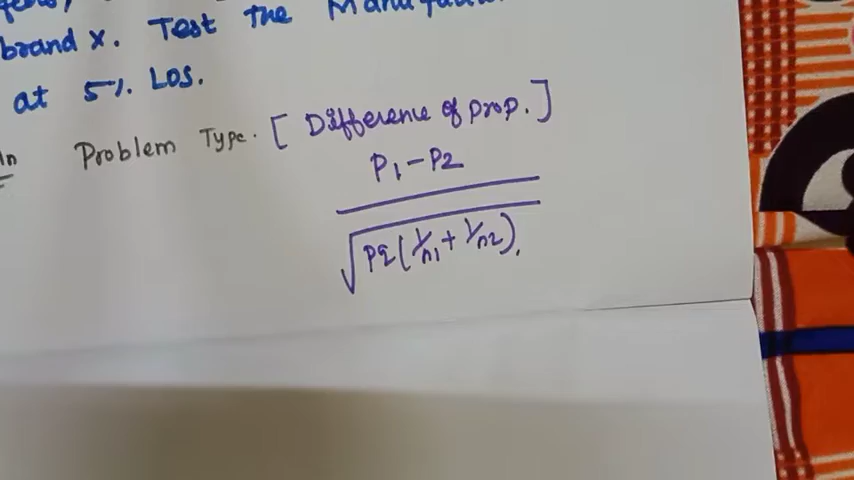 brand x. Test the
at 5%. LOS.
Problem Type. [ Difference of prop. ]
P1 - P2
√pq(1/n1 + 1/n2).